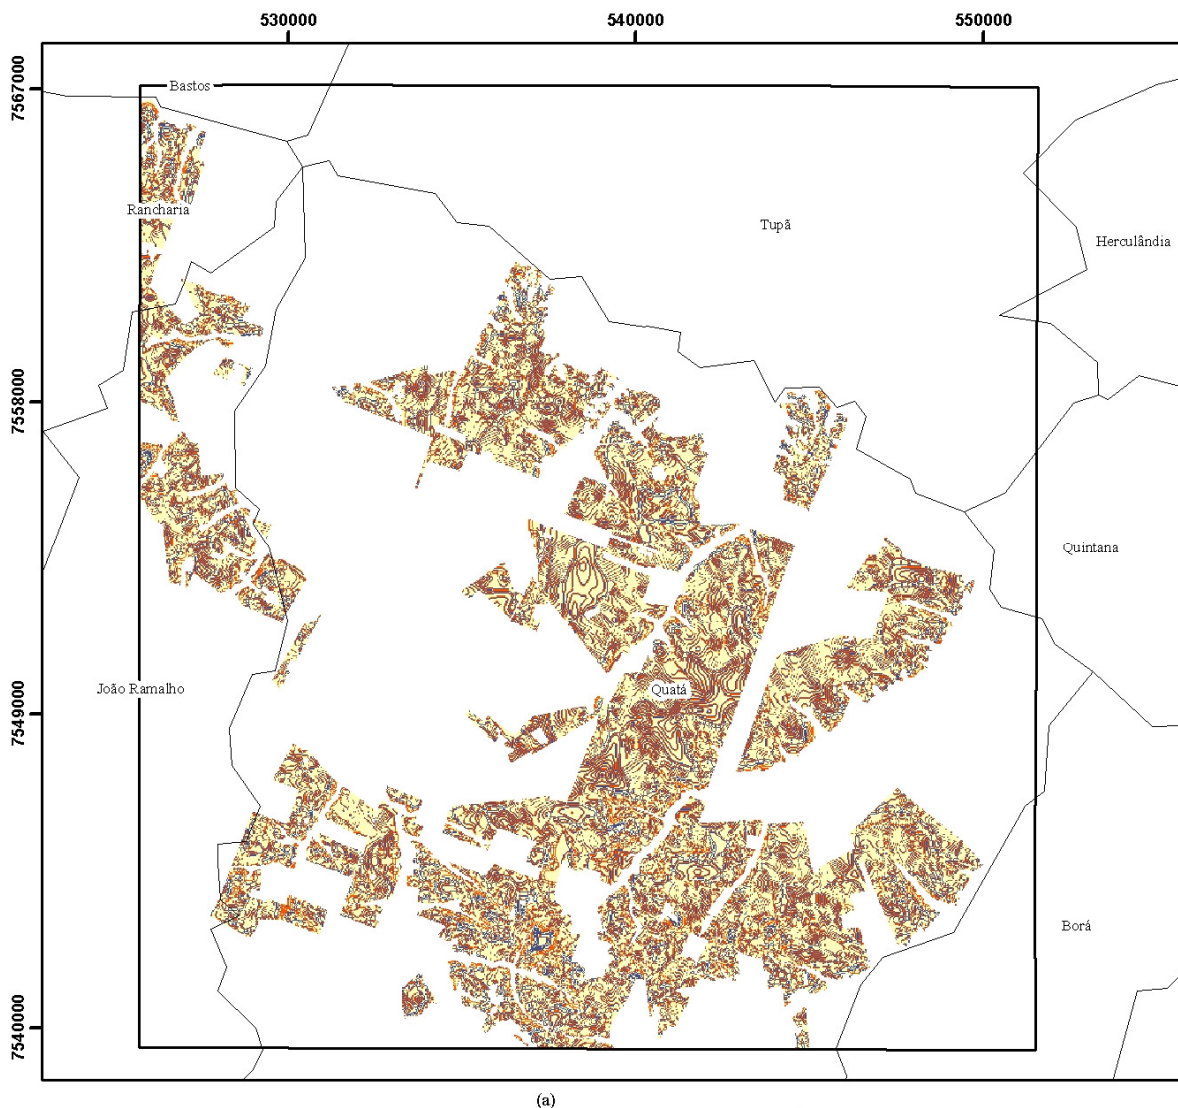 530000 540000 550000
7567000
Bastos
Rancharia
Tupã
Herculândia
7558000
Quintana
João Ramalho
Quatá
7549000
Borá
7540000
(a)